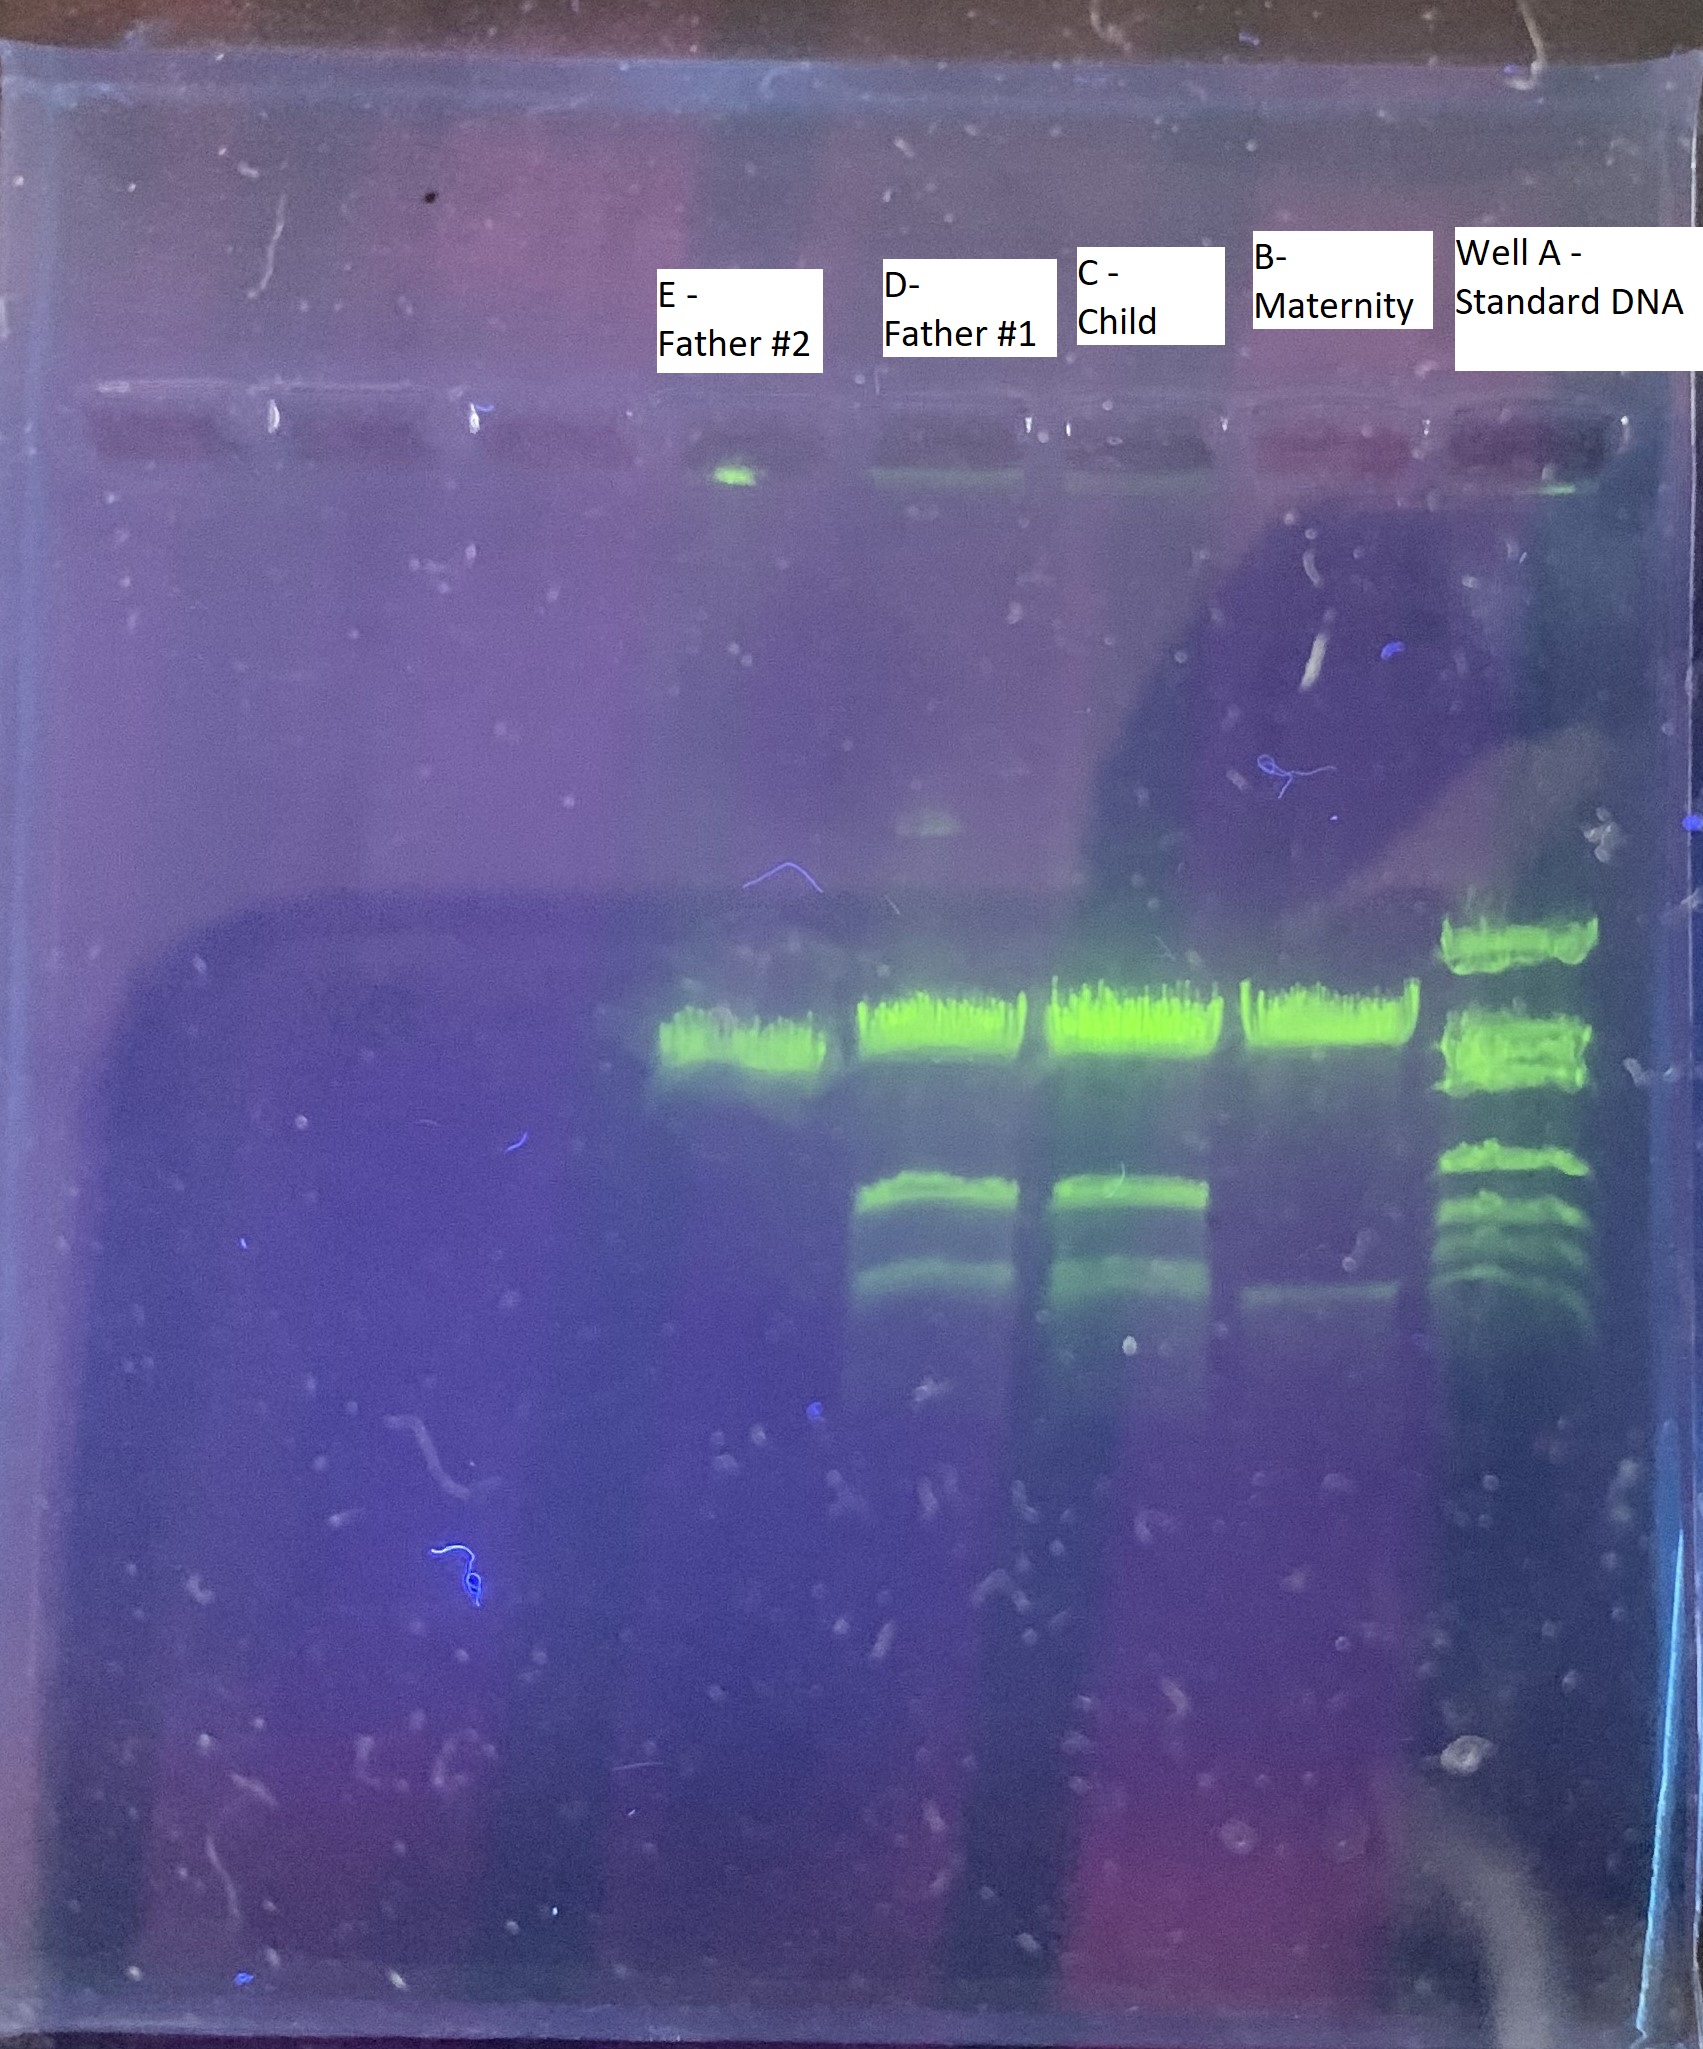 E -
Father #2
D-
Father #1
C -
Child
B-
Maternity
Well A -
Standard DNA